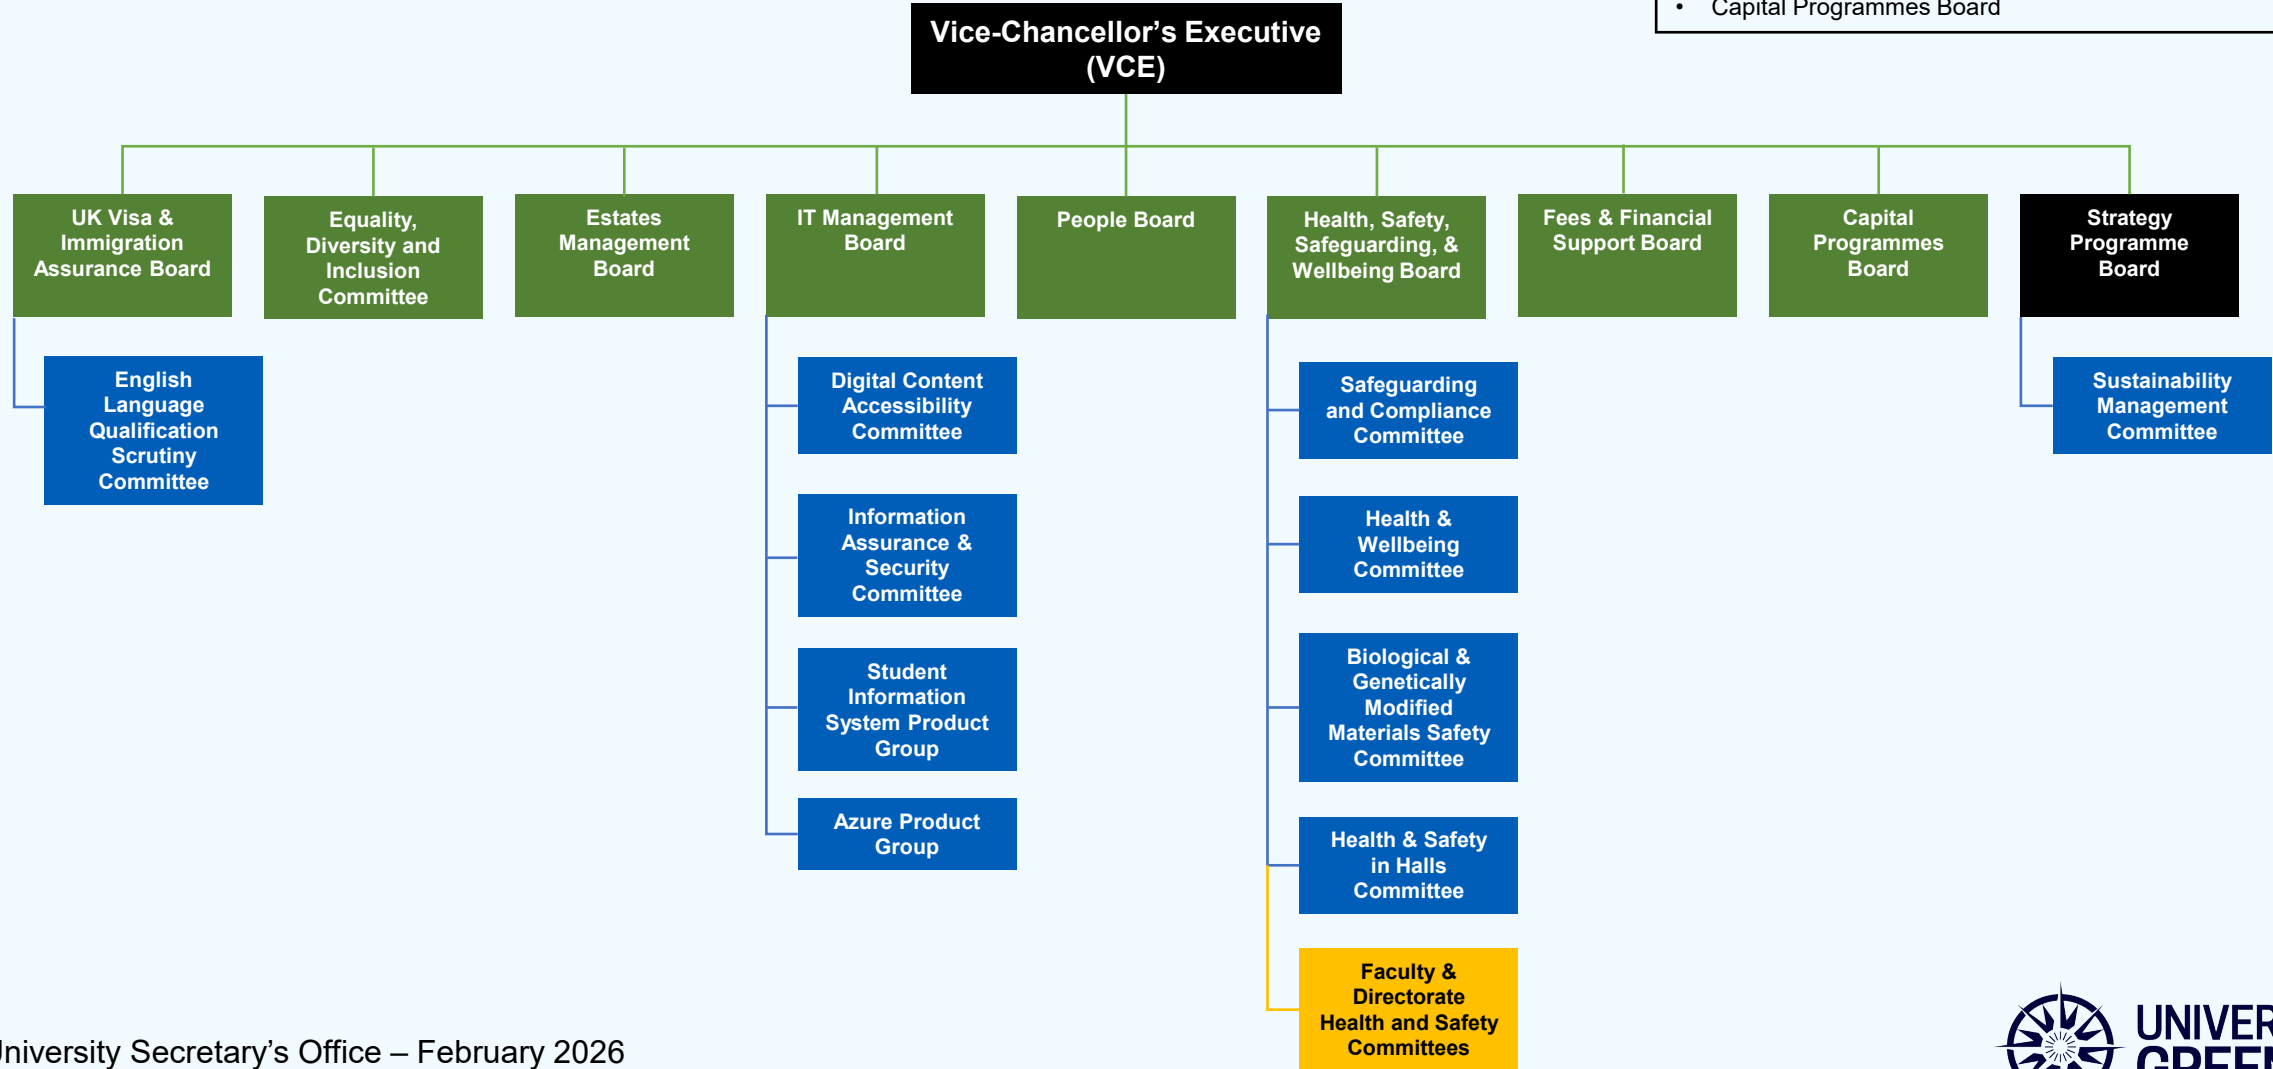 • Capital Programmes Board
Vice-Chancellor’s Executive
(VCE)
UK Visa &
Immigration
Assurance Board
Equality,
Diversity and
Inclusion
Committee
Estates
Management
Board
IT Management
Board
People Board
Health, Safety,
Safeguarding, &
Wellbeing Board
Fees & Financial
Support Board
Capital
Programmes
Board
Strategy
Programme
Board
English
Language
Qualification
Scrutiny
Committee
Digital Content
Accessibility
Committee
Information
Assurance &
Security
Committee
Student
Information
System Product
Group
Azure Product
Group
Safeguarding
and Compliance
Committee
Health &
Wellbeing
Committee
Biological &
Genetically
Modified
Materials Safety
Committee
Health & Safety
in Halls
Committee
Faculty &
Directorate
Health and Safety
Committees
Sustainability
Management
Committee
University Secretary’s Office – February 2026